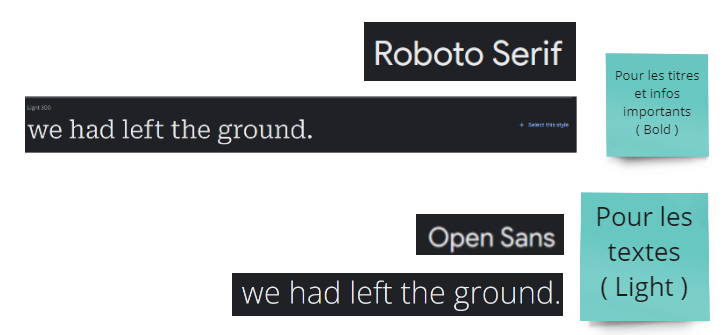 Roboto Serif
Pour les titres
et infos
importants
( Bold )
Light 300
we had left the ground.
+ Select this style
Open Sans
we had left the ground.
Pour les
textes
( Light )